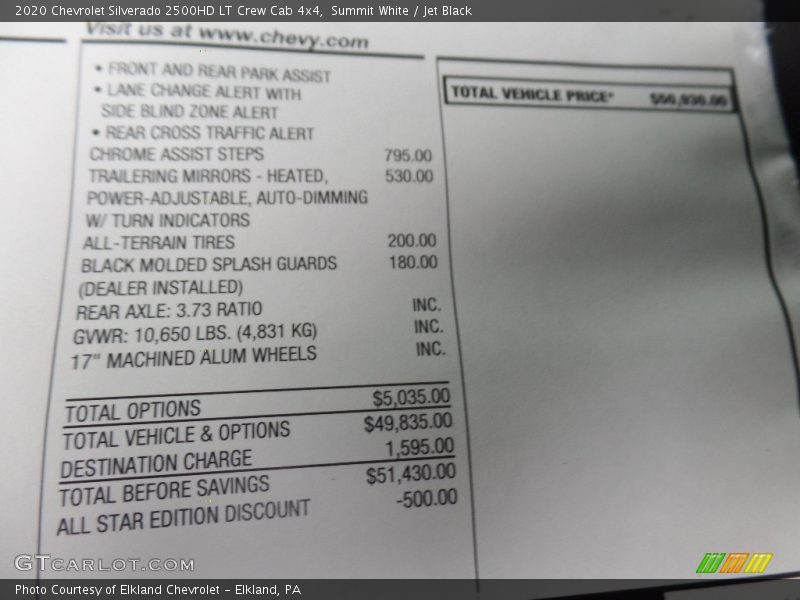 2020 Chevrolet Silverado 2500HD LT Crew Cab 4x4, Summit White / Jet Black
Visit us at www.chevy.com
• FRONT AND REAR PARK ASSIST
• LANE CHANGE ALERT WITH
SIDE BLIND ZONE ALERT
• REAR CROSS TRAFFIC ALERT
CHROME ASSIST STEPS 795.00
TRAILERING MIRRORS - HEATED, 530.00
POWER-ADJUSTABLE, AUTO-DIMMING
W/ TURN INDICATORS
ALL-TERRAIN TIRES 200.00
BLACK MOLDED SPLASH GUARDS 180.00
(DEALER INSTALLED)
REAR AXLE: 3.73 RATIO INC.
GVWR: 10,650 LBS. (4,831 KG) INC.
17" MACHINED ALUM WHEELS INC.
TOTAL OPTIONS $5,035.00
TOTAL VEHICLE & OPTIONS $49,835.00
DESTINATION CHARGE 1,595.00
TOTAL BEFORE SAVINGS $51,430.00
ALL STAR EDITION DISCOUNT -500.00
TOTAL VEHICLE PRICE* $50,930.00
GTCARLOT.COM
Photo Courtesy of Elkland Chevrolet - Elkland, PA